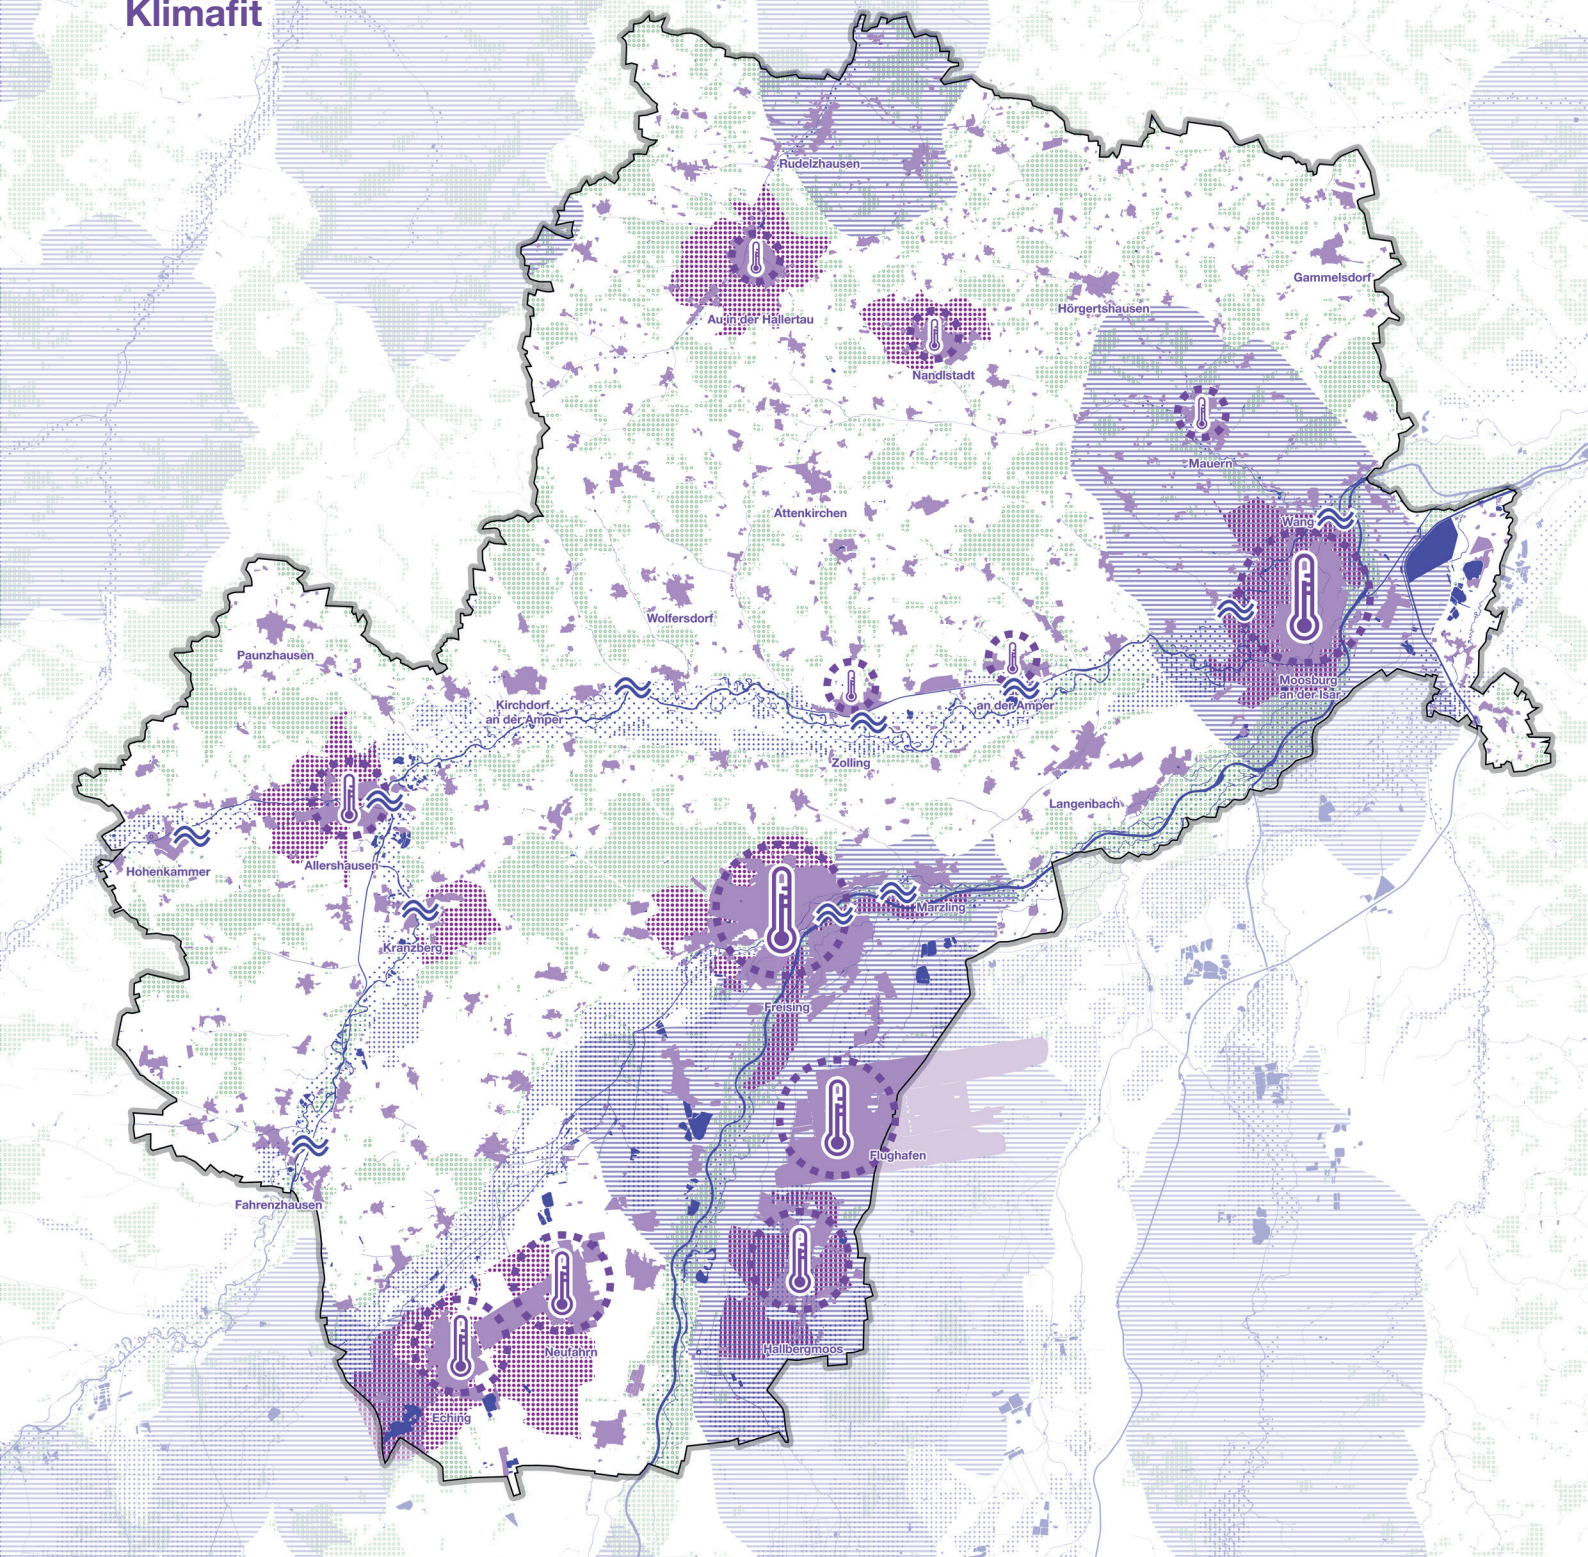 Klimafit
Rudelzhausen
Gammelsdorf
Hörgertshausen
Au in der Hallertau
Nandlstadt
Mauern
Attenkirchen
Wang
Wolfersdorf
Paunzhausen
Moosburg
an der Isar
Kirchdorf
an der Amper
an der Amper
Zolling
Langenbach
Allershausen
Hohenkammer
Marzling
Kranzberg
Freising
Flughafen
Fahrenzhausen
Hallbergmoos
Neufahrn
Eching